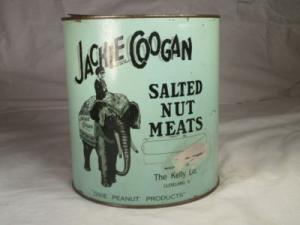 JACKIE COOGAN
SALTED
NUT
MEATS
The Kelly Co.
CLEVELAND, O.
PEANUT PRODUCTS"